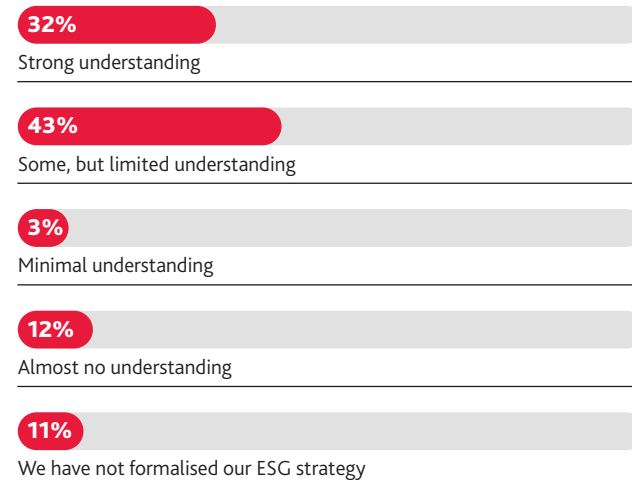 32%
Strong understanding
43%
Some, but limited understanding
3%
Minimal understanding
12%
Almost no understanding
11%
We have not formalised our ESG strategy